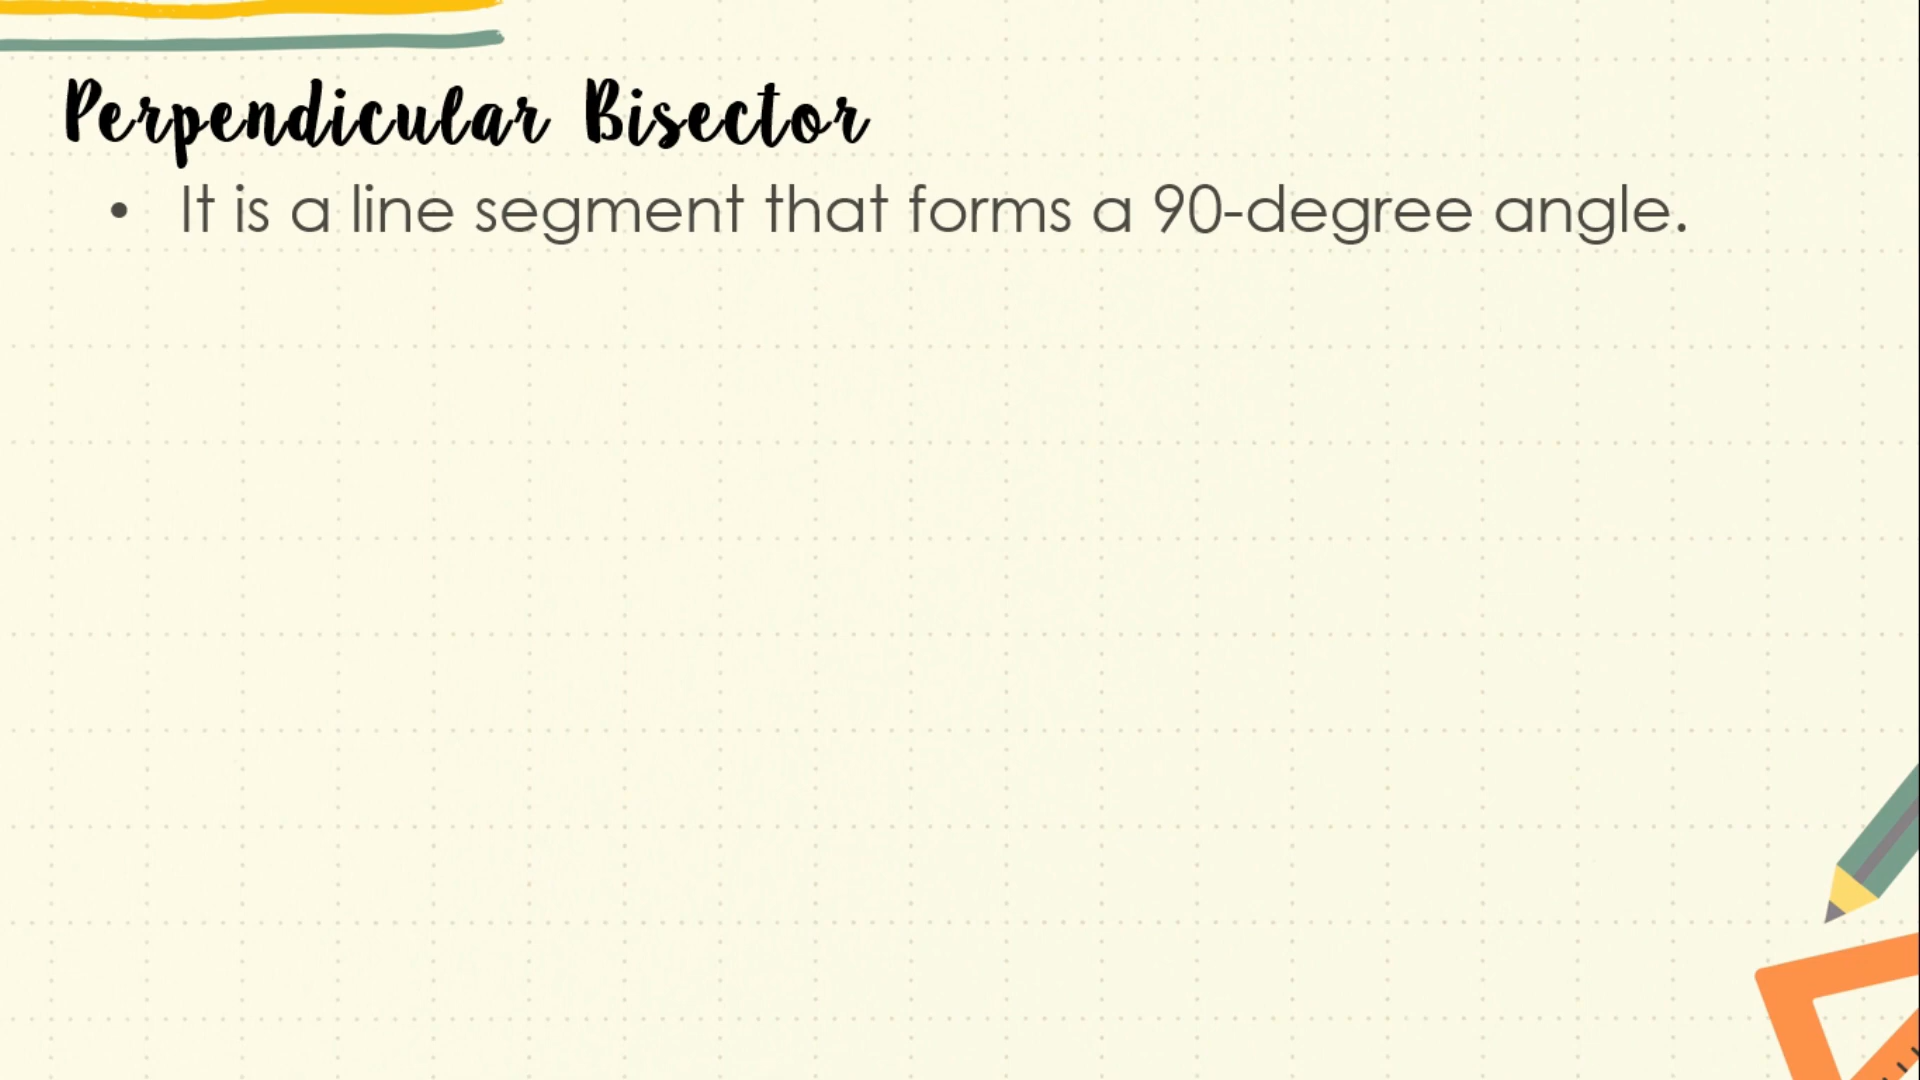 Perpendicular Bisector
• It is a line segment that forms a 90-degree angle.